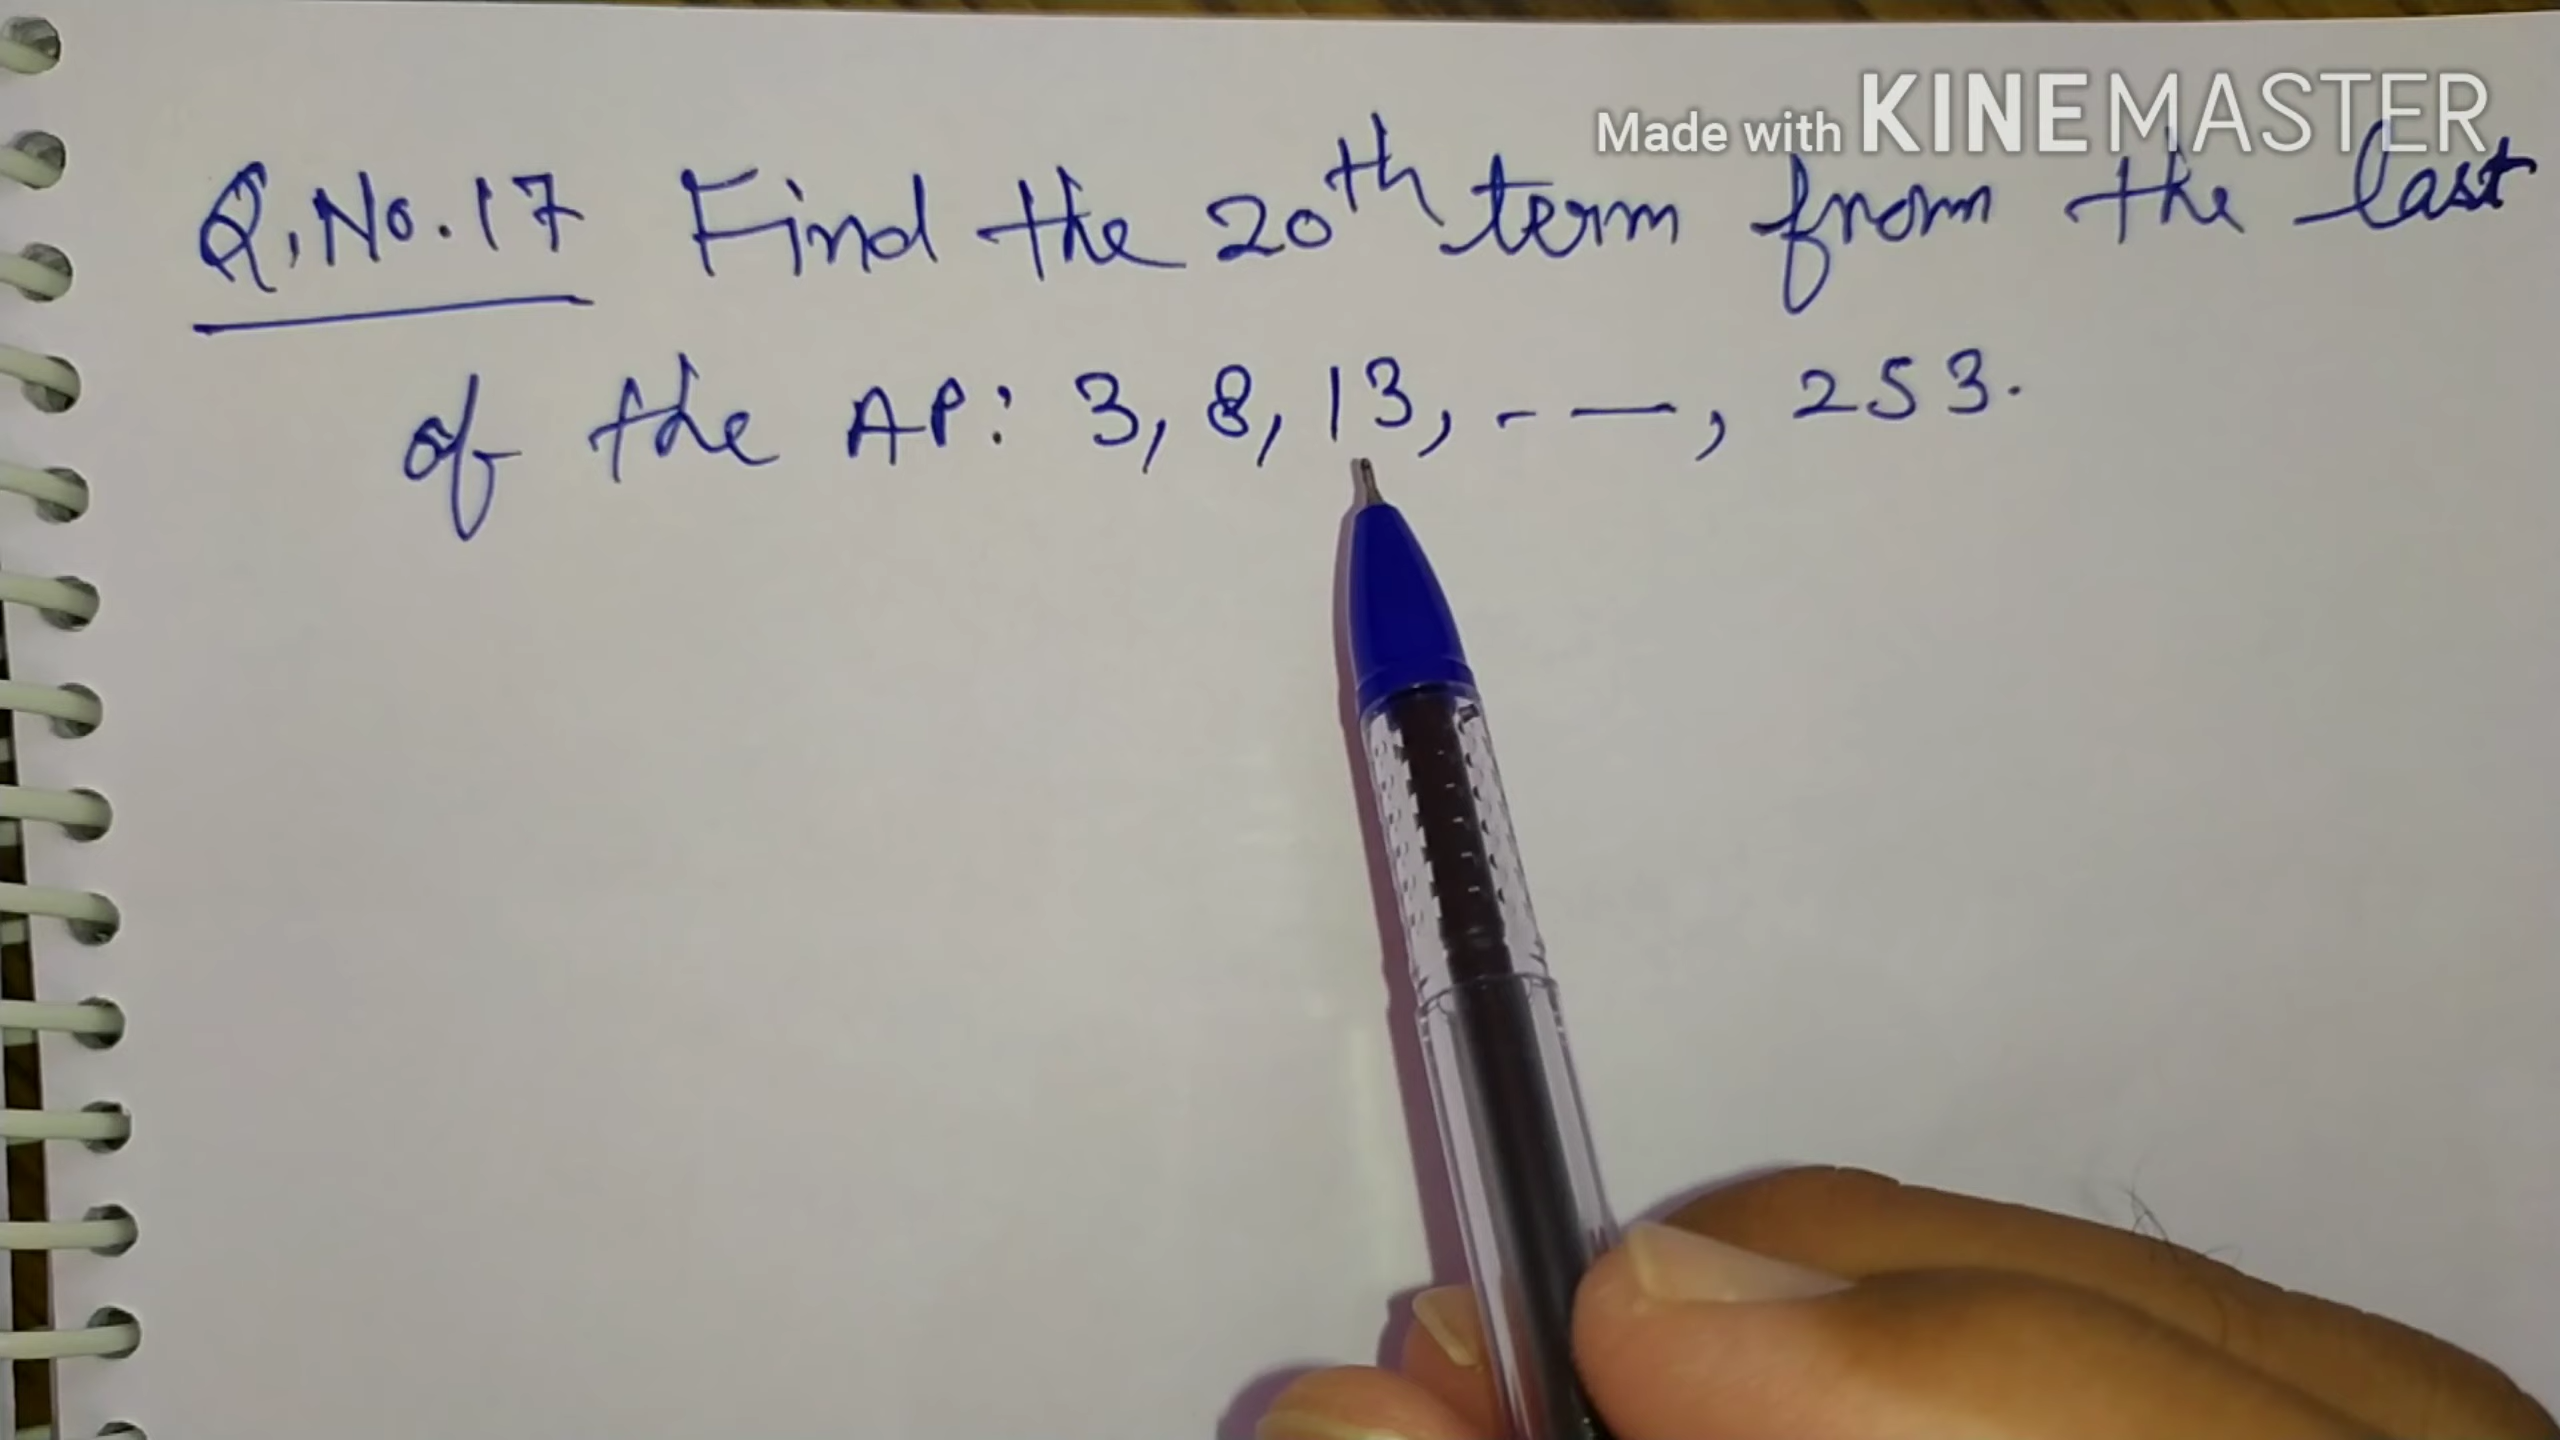 Made with KINEMASTER
Q. No. 17 Find the 20th term from the last
of the AP: 3, 8, 13, - —, 253.